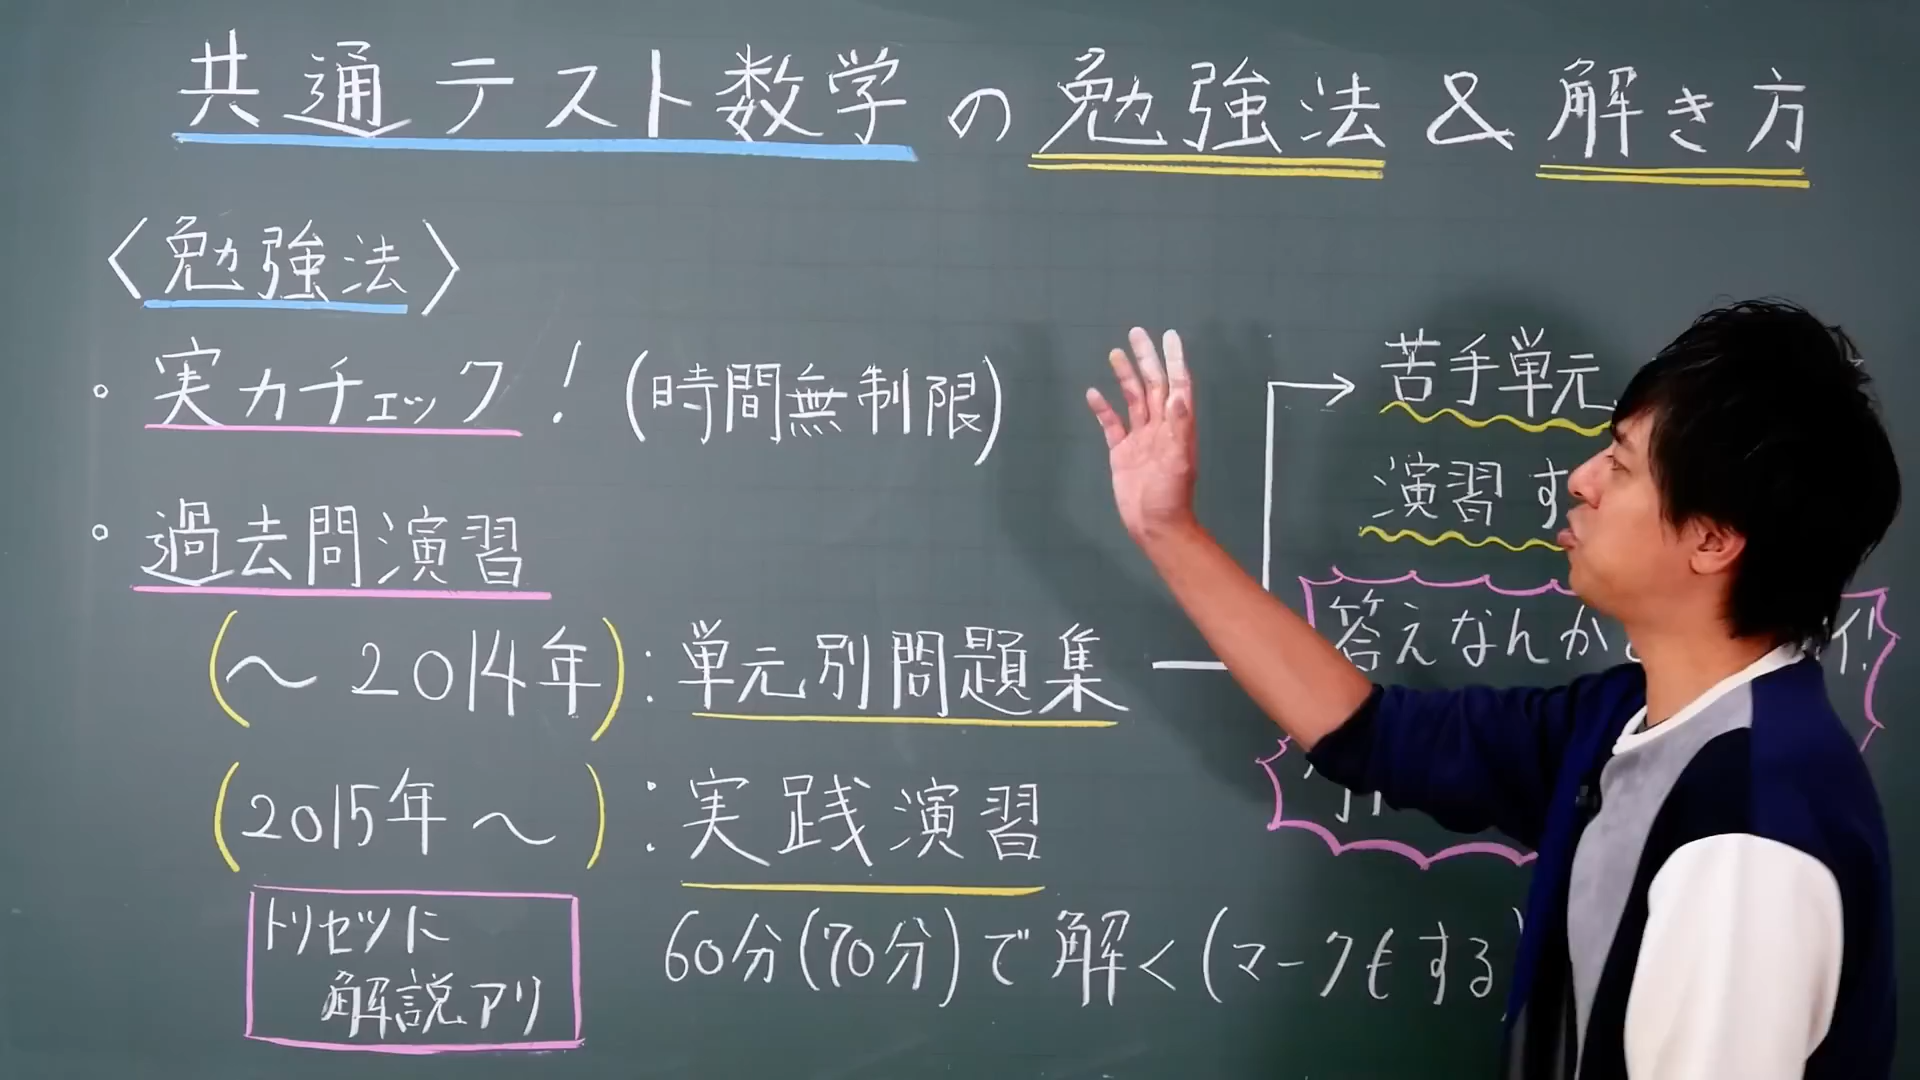 共通テスト数学の勉強法&解き方
〈勉強法〉
・実力チェック!(時間無制限)
・過去問演習
(〜2014年):単元別問題集
(2015年〜):実践演習
60分(70分)で解く(マークもする)
トリセツに
解説アリ
苦手単元
演習す
答えなんか
イ!